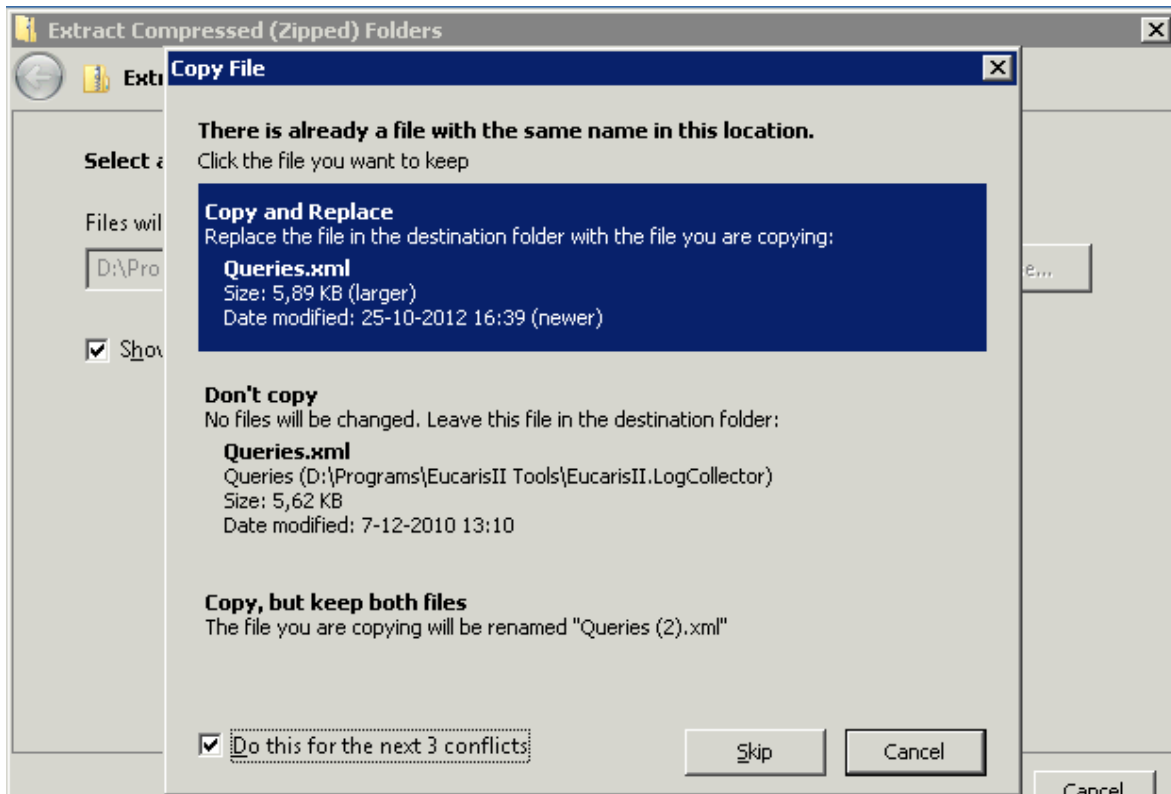 Extract Compressed (Zipped) Folders
Copy File
There is already a file with the same name in this location.
Click the file you want to keep
Select
Files
D:\Pro
Copy and Replace
Replace the file in the destination folder with the file you are copying:
Queries.xml
Size: 5,89 KB (larger)
Date modified: 25-10-2012 16:39 (newer)
Don't copy
No files will be changed. Leave this file in the destination folder:
Queries.xml
Queries (D:\Programs\EucarisII Tools\EucarisII.LogCollector)
Size: 5,62 KB
Date modified: 7-12-2010 13:10
Copy, but keep both files
The file you are copying will be renamed "Queries (2).xml"
Do this for the next 3 conflicts
Skip
Cancel
Cancel